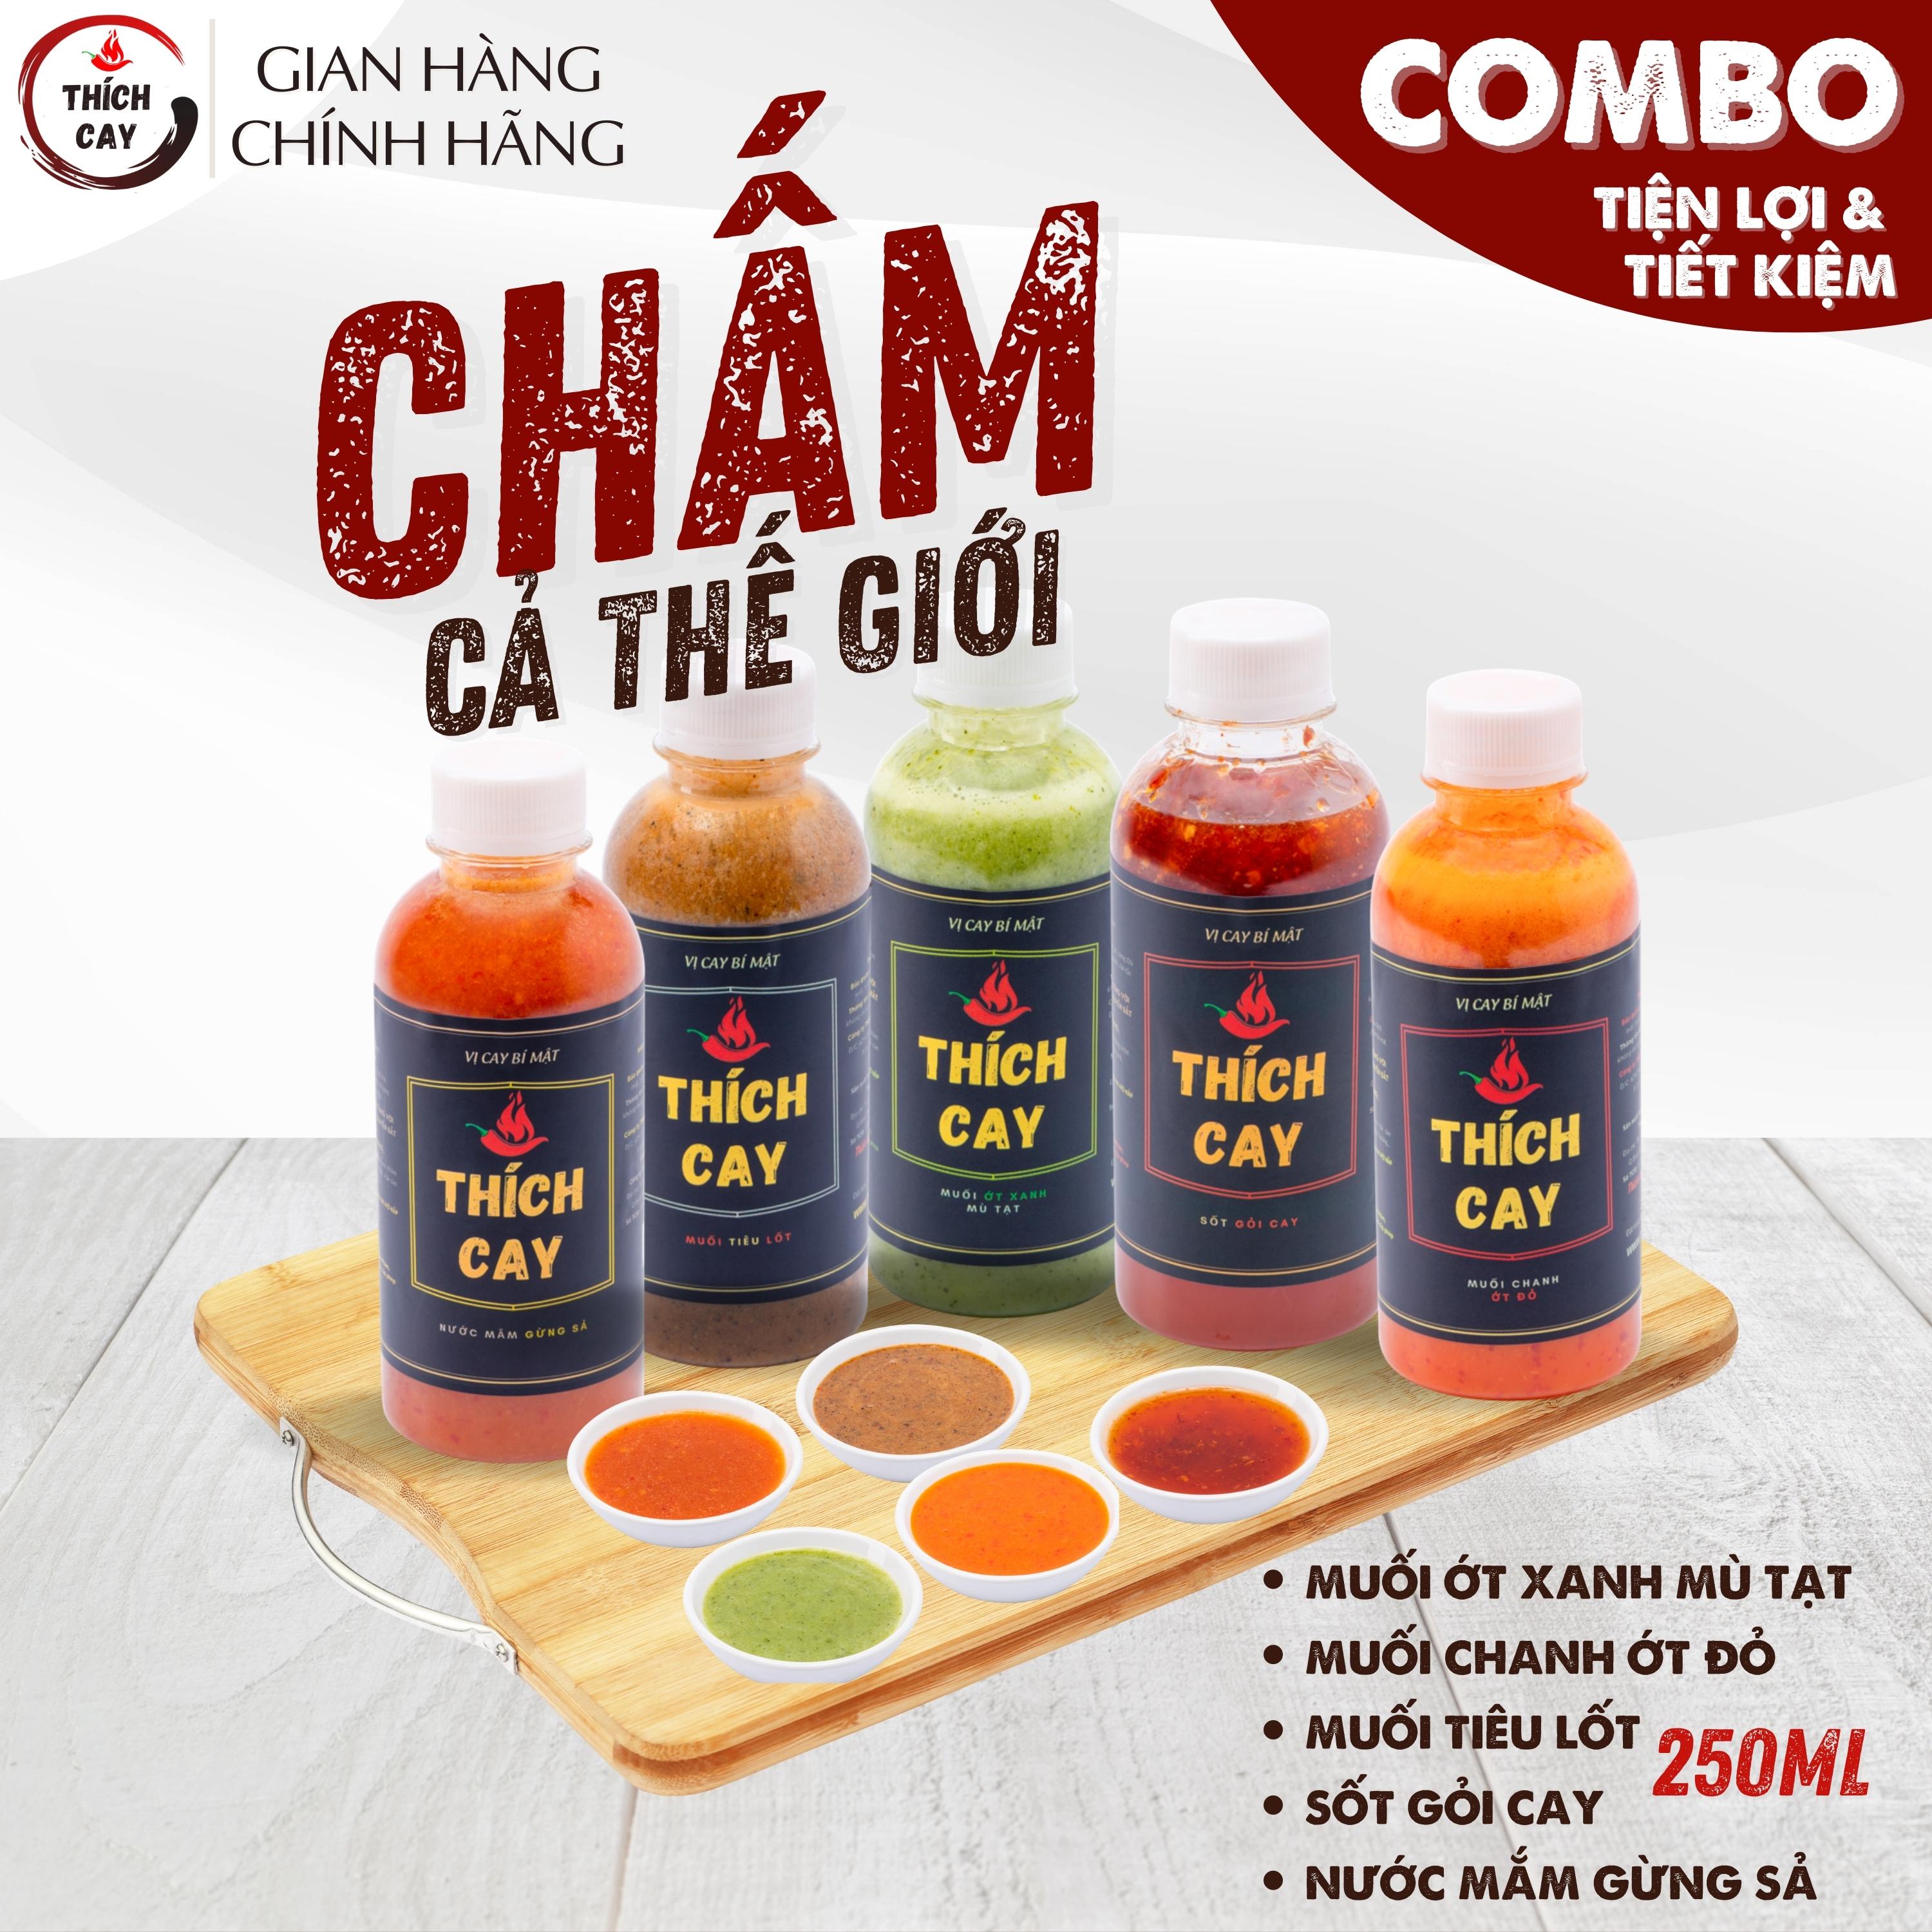 THÍCH
CAY
GIAN HÀNG
CHÍNH HÃNG
COMBO
TIỆN LỢI &
TIẾT KIỆM
CHẤM
CẢ THẾ GIỚI
VỊ CAY BÍ MẬT
THÍCH
CAY
NƯỚC MẮM GỪNG SẢ
VỊ CAY BÍ MẬT
THÍCH
CAY
MUỐI TIÊU LỐT
VỊ CAY BÍ MẬT
THÍCH
CAY
MUỐI ỚT XANH
MÙ TẠT
VỊ CAY BÍ MẬT
THÍCH
CAY
SỐT GỎI CAY
VỊ CAY BÍ MẬT
THÍCH
CAY
MUỐI CHANH
ỚT ĐỎ
• MUỐI ỚT XANH MÙ TẠT
• MUỐI CHANH ỚT ĐỎ
• MUỐI TIÊU LỐT
250ML
• SỐT GỎI CAY
• NƯỚC MẮM GỪNG SẢ